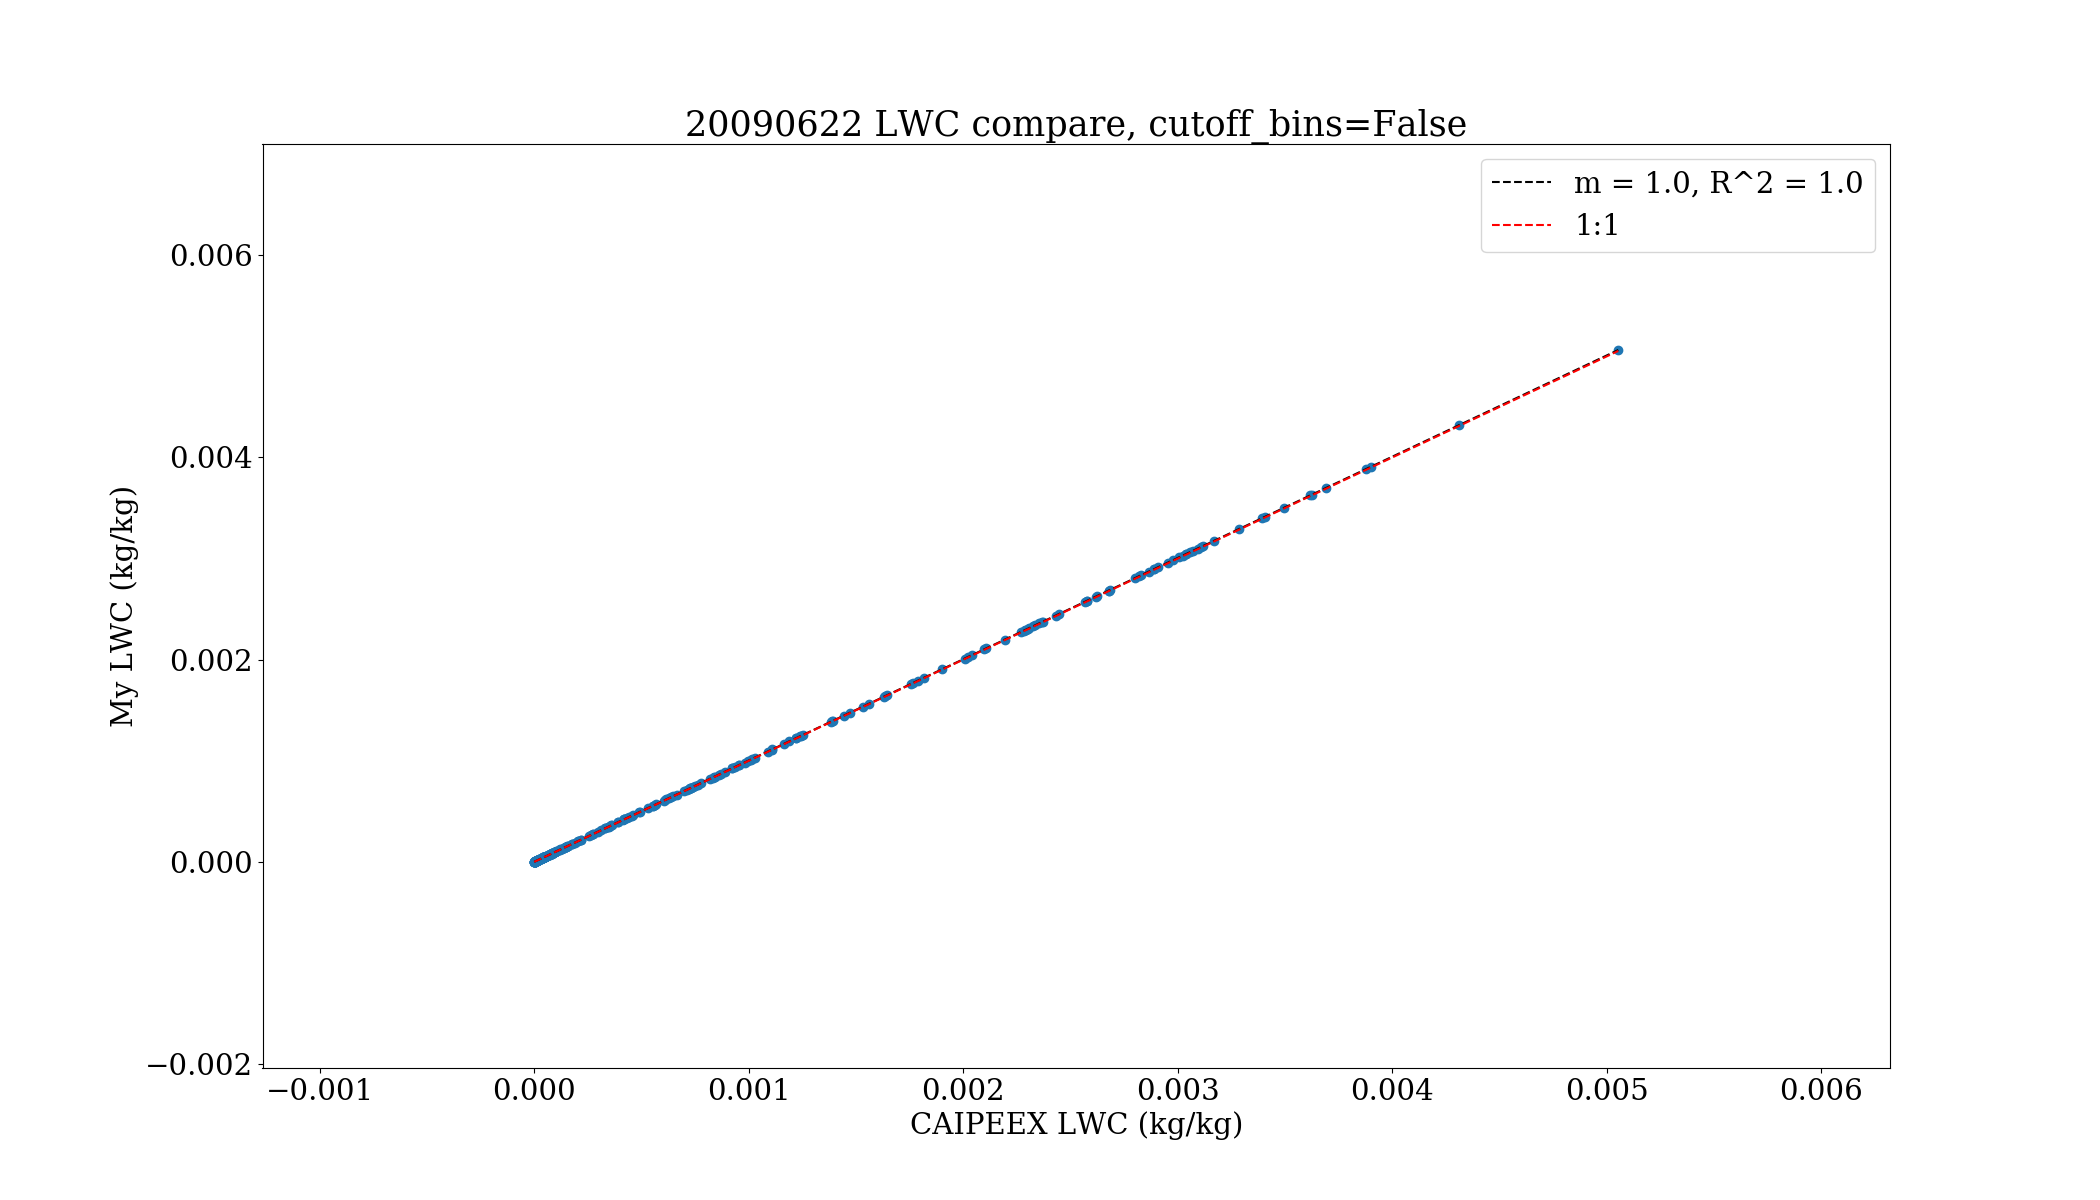 20090622 LWC compare, cutoff_bins=False
m = 1.0, R^2 = 1.0
1:1
0.006
0.004
0.002
0.000
−0.002
My LWC (kg/kg)
−0.001 0.000 0.001 0.002 0.003 0.004 0.005 0.006
CAIPEEX LWC (kg/kg)